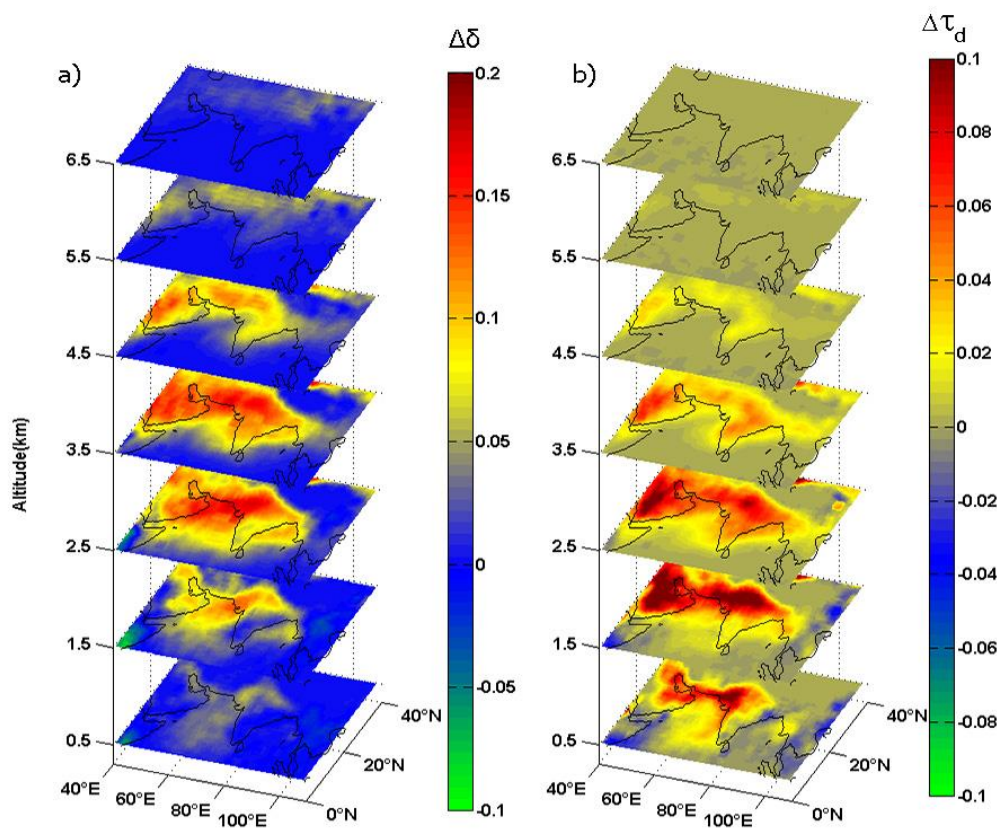 a)
Δδ
0.2
0.15
0.1
0.05
0
-0.05
-0.1
Altitude(km)
6.5
5.5
4.5
3.5
2.5
1.5
0.5
40°E
60°E
80°E
100°E
0°N
20°N
40°N
b)
Δτd
0.1
0.08
0.06
0.04
0.02
0
-0.02
-0.04
-0.06
-0.08
-0.1
6.5
5.5
4.5
3.5
2.5
1.5
0.5
40°E
60°E
80°E
100°E
0°N
20°N
40°N